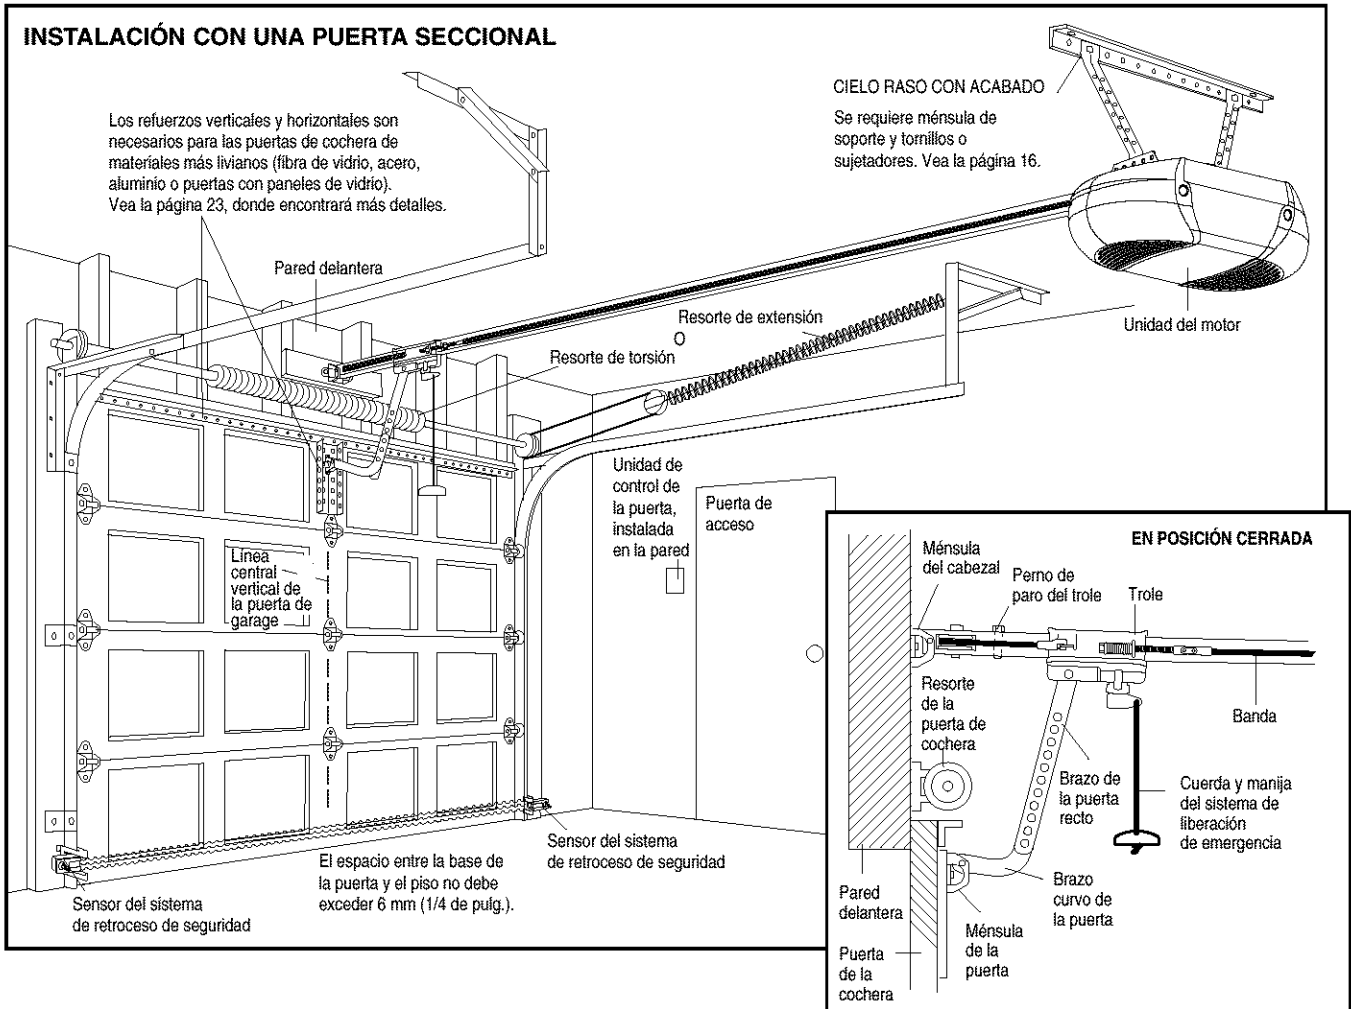 INSTALACIÓN CON UNA PUERTA SECCIONAL
CIELO RASO CON ACABADO
Se requiere ménsula de
soporte y tornillos o
sujetadores. Vea la página 16.
Los refuerzos verticales y horizontales son
necesarios para las puertas de cochera de
materiales más livianos (fibra de vidrio, acero,
aluminio o puertas con paneles de vidrio).
Vea la página 23, donde encontrará más detalles.
Pared delantera
Resorte de extensión
O
Resorte de torsión
Unidad del motor
Unidad de
control de
la puerta,
instalada
en la pared
Puerta de
acceso
Línea
central
vertical de
la puerta de
garage
Sensor del sistema
de retroceso de seguridad
El espacio entre la base de
la puerta y el piso no debe
exceder 6 mm (1/4 de pulg.).
Sensor del sistema
de retroceso de seguridad
EN POSICIÓN CERRADA
Ménsula
del cabezal
Perno de
paro del trole
Trole
Resorte
de la
puerta de
cochera
Banda
Brazo de
la puerta
recto
Cuerda y manija
del sistema de
liberación
de emergencia
Pared
delantera
Brazo
curvo de
la puerta
Ménsula
de la
puerta
Puerta
de la
cochera